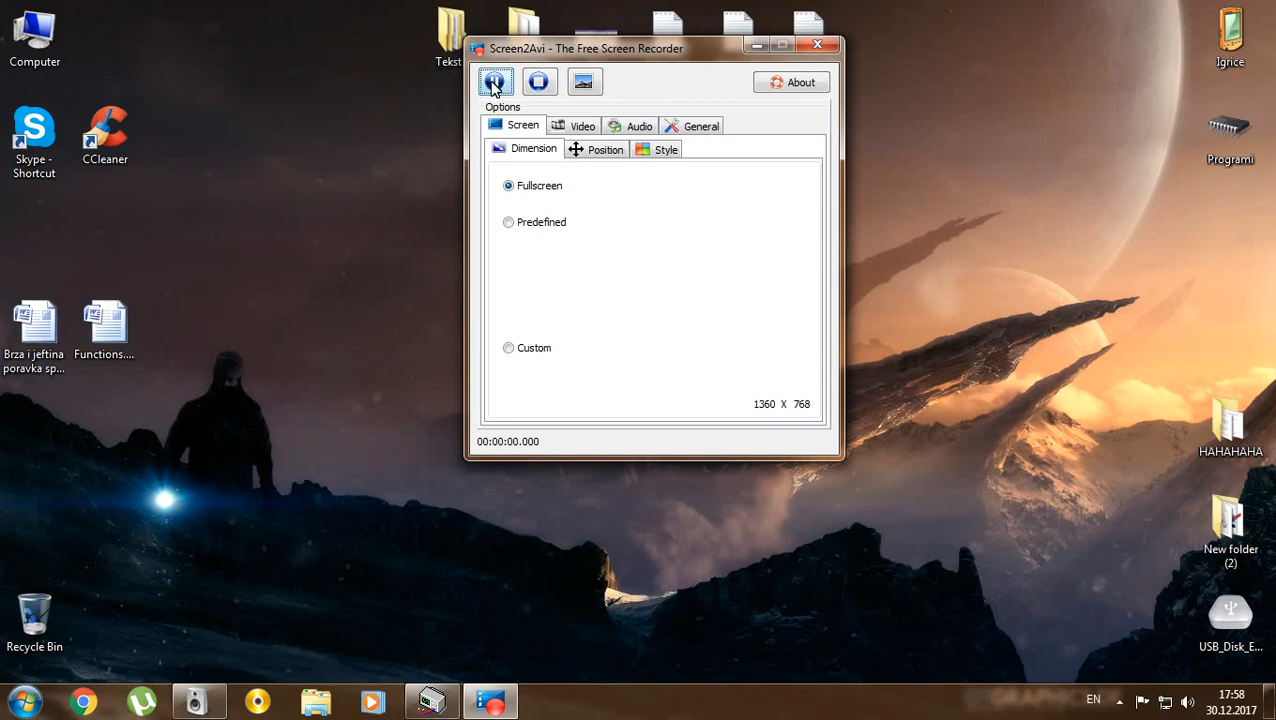 Computer
Skype -
Shortcut
CCleaner
Brza i jeftina
poravka sp...
Functions....
Recycle Bin
Tekst
Screen2Avi - The Free Screen Recorder
About
Options
Screen
Video
Audio
General
Dimension
Position
Style
Fullscreen
Predefined
Custom
1360 X 768
00:00:00.000
Igrice
Programi
HAHAHAHA
New folder
(2)
USB_Disk_E...
EN
17:58
30.12.2017